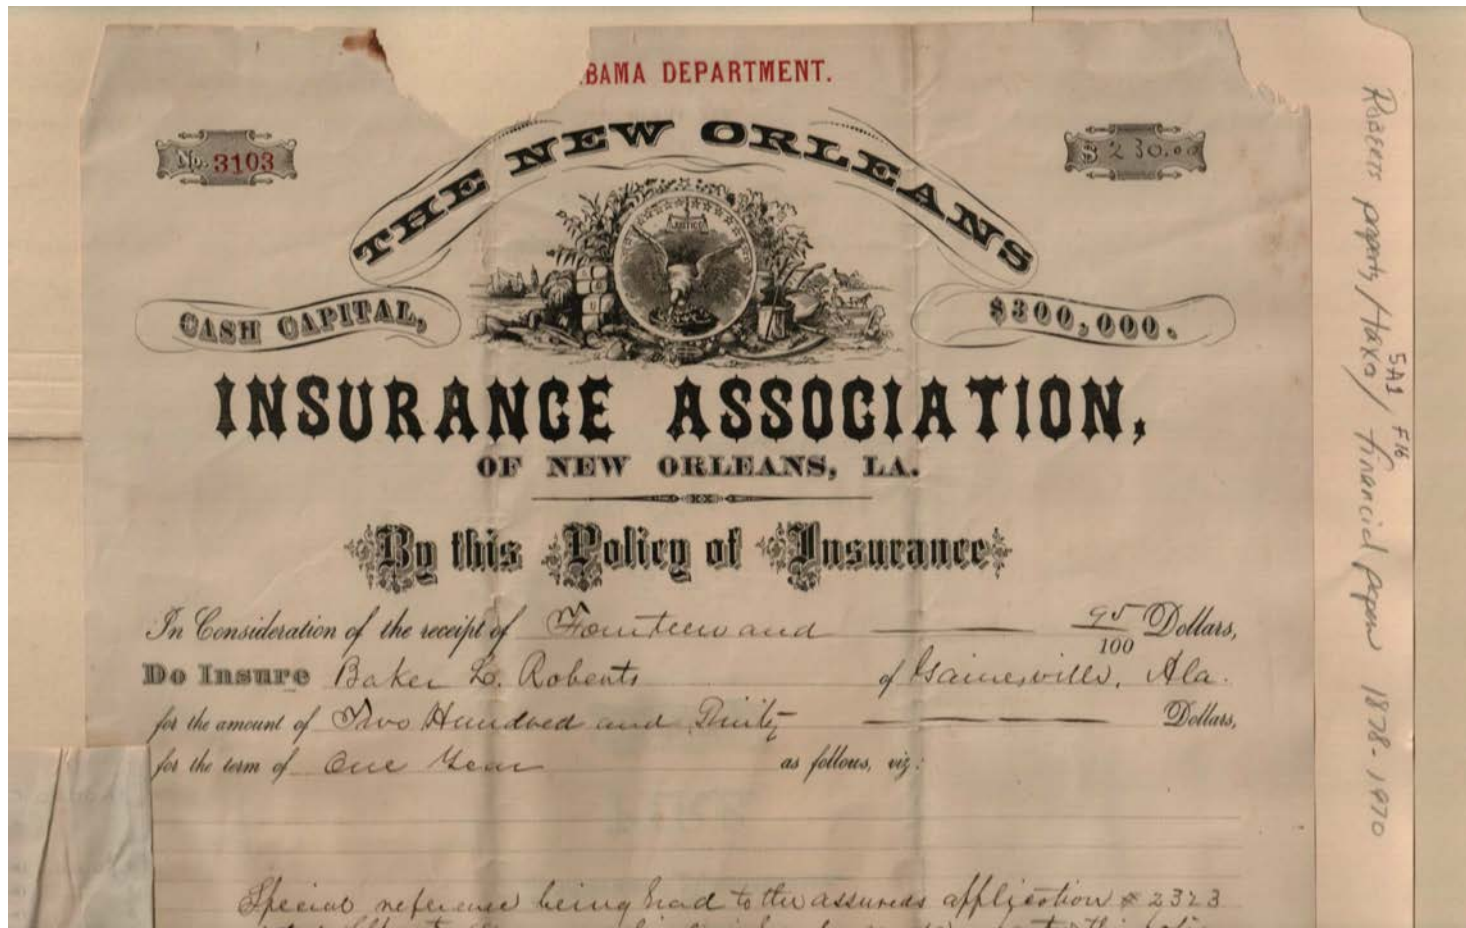 BAMA DEPARTMENT.
No. 3103
$ 230.00
THE NEW ORLEANS
JUSTICE
CASH CAPITAL,
$300,000.
INSURANCE ASSOCIATION,
OF NEW ORLEANS, LA.
By this Policy of Insurance
In Consideration of the receipt of Fourteen and 95/100 Dollars,
Do Insure Baker L. Roberts of Gainesville, Ala.
for the amount of Two Hundred and Thirty Dollars,
for the term of One Year as follows, viz:
Special reference being had to the assureds application # 2323
Roberts property / Haxo / financial papers 1878-1970
5A1, F16